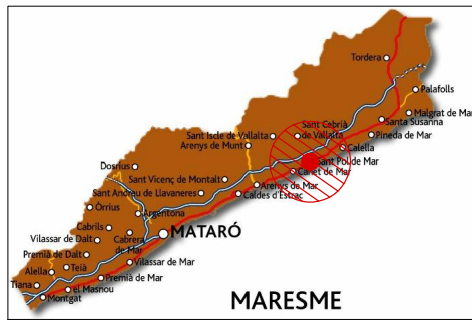 Tordera
Palafolls
Malgrat de Mar
Santa Susanna
Pineda de Mar
Sant Cebrià
de Vallalta
Sant Iscle de Vallalta
Arenys de Munt
Calella
Sant Pol de Mar
Canet de Mar
Dosrius
Sant Vicenç de Montalt
Arenys de Mar
Sant Andreu de Llavaneres
Caldes d'Estrac
Òrrius
Argentona
Cabrils
MATARÓ
Vilassar de Dalt
Cabrera
de Mar
Premià de Dalt
Vilassar de Mar
Teià
Alella
Premià de Mar
Tiana
el Masnou
Montgat
MARESME